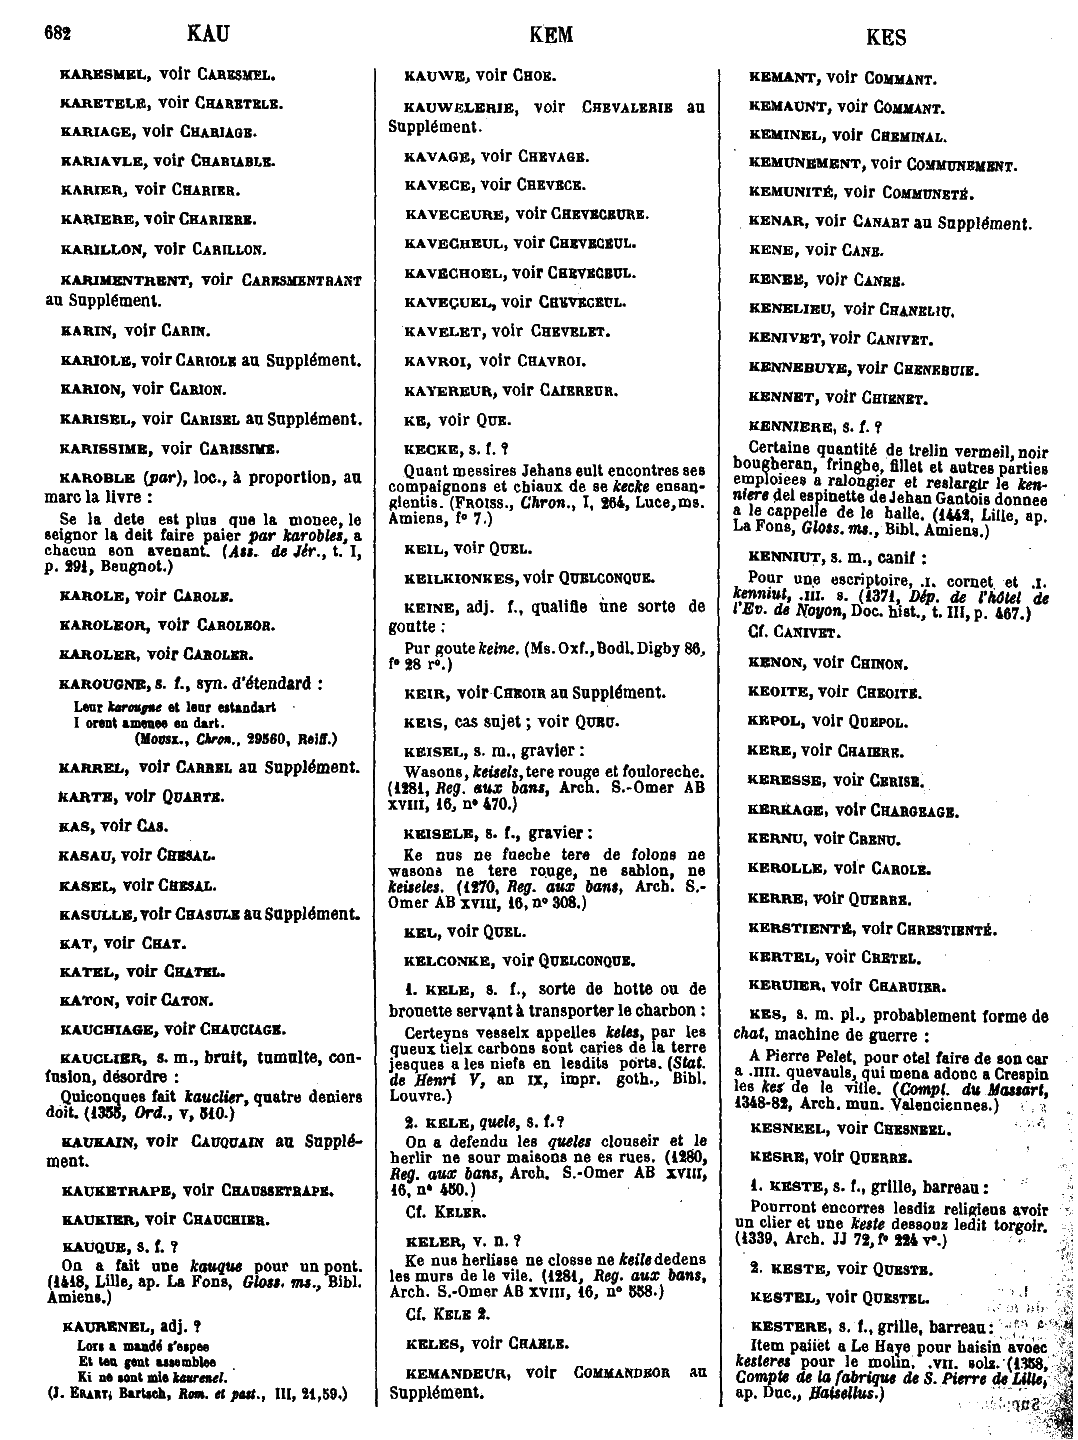 682 KAU KEM KES
KARESMEL, voir CARESMEL.
KARETELE, voir CHARETELE.
KARIAGE, voir CHARIAGE.
KARIAVLE, voir CHARIABLE.
KARIER, voir CHARIER.
KARIERE, voir CHARIERE.
KARILLON, voir CARILLON.
KARIMENTRENT, voir CARESMENTRANT
au Supplément.
KARIN, voir CARIN.
KARIOLE, voir CARIOLE au Supplément.
KARION, voir CARION.
KARISEL, voir CARISEL au Supplément.
KARISSIME, voir CARISSIME.
KAROBLE (par), loc., à proportion, au
marc la livre :
Se la dete est plus que la monee, le
seignor la deit faire paier par karobles, a
chacun son avenant. (Ass. de Jér., t. I,
p. 291, Beugnot.)
KAROLE, voir CAROLE.
KAROLEOR, voir CAROLEOR.
KAROLER, voir CAROLER.
KAROUGNE, s. f., syn. d'étendard :
Leur karougne et leur estandart
I orent amenee en dart.
(MOUSK., Chron., 29560, Reiff.)
KARREL, voir CARREL au Supplément.
KARTE, voir QUARTE.
KAS, voir CAS.
KASAU, voir CHESAL.
KASEL, voir CHESAL.
KASULLE, voir CHASULE au Supplément.
KAT, voir CHAT.
KATEL, voir CHATEL.
KATON, voir CATON.
KAUCHIAGE, voir CHAUCIAGE.
KAUCLIER, s. m., bruit, tumulte, con-
fusion, désordre :
Quiconques fait kauclier, quatre deniers
doit. (1355, Ord., V, 510.)
KAUKAIN, voir CAUQUAIN au Supplé-
ment.
KAUKETRAPE, voir CHAUSSETRAPE.
KAUKIER, voir CHAUCHIER.
KAUQUE, s. f. ?
On a fait une kauque pour un pont.
(1418, Lille, ap. La Fons, Gloss. ms., Bibl.
Amiens.)
KAURENEL, adj. ?
Lors a mandé s'espee
Et ten gent assemblee
Ki ne sont mie kaurenel.
(J. ERART, Bartsch, Rom. et past., III, 21,59.)
KAUWE, voir CHOE.
KAUWELERIE, voir CHEVALERIE au
Supplément.
KAVAGE, voir CHEVAGE.
KAVECE, voir CHEVECE.
KAVECEURE, voir CHEVECEURE.
KAVECHEUL, voir CHEVECEUL.
KAVECHOEL, voir CHEVECEUL.
KAVEÇUEL, voir CHEVECEUL.
KAVELET, voir CHEVELET.
KAVROI, voir CHAVROI.
KAYEREUR, voir CAIEREUR.
KE, voir QUE.
KECKE, s. f. ?
Quant messires Jehans eult encontres ses
compaignons et chiaux de se kecke ensan-
glentis. (FROISS., Chron., I, 264, Luce, ms.
Amiens, f° 7.)
KEIL, voir QUEL.
KEILKIONKES, voir QUELCONQUE.
KEINE, adj. f., qualifie une sorte de
goutte :
Pur goute keine. (Ms. Oxf., Bodl. Digby 86,
f° 28 r°.)
KEIR, voir CHEOIR au Supplément.
KEIS, cas sujet ; voir QUEU.
KEISEL, s. m., gravier :
Wasons, keisels, tere rouge et fouloreche.
(1281, Reg. aux bans, Arch. S.-Omer AB
XVIII, 16, n° 470.)
KEISELE, s. f., gravier :
Ke nus ne fueche tere de folons ne
wasons ne tere rouge, ne sablon, ne
keiseles. (1270, Reg. aux bans, Arch. S.-
Omer AB XVIII, 16, n° 308.)
KEL, voir QUEL.
KELCONKE, voir QUELCONQUE.
1. KELE, s. f., sorte de hotte ou de
brouette servant à transporter le charbon :
Certeyns vesselx appelles keles, par les
queux tielx carbons sont caries de la terre
jesques a les niefs en lesdits ports. (Stat.
de Henri V, an IX, impr. goth., Bibl.
Louvre.)
2. KELE, quele, s. f.?
On a defendu les queles clouseir et le
herlir ne sour maisons ne es rues. (1280,
Reg. aux bans, Arch. S.-Omer AB XVIII,
16, n° 450.)
Cf. KELER.
KELER, v. n. ?
Ke nus herlisse ne closse ne keile dedens
les murs de le vile. (1281, Reg. aux bans,
Arch. S.-Omer AB XVIII, 16, n° 558.)
Cf. KELE 2.
KELES, voir CHABLE.
KEMANDEUR, voir COMMANDEOR au
Supplément.
KEMANT, voir COMMANT.
KEMAUNT, voir COMMANT.
KEMINEL, voir CHEMINAL.
KEMUNEMENT, voir COMMUNEMENT.
KEMUNITÉ, voir COMMUNETÉ.
KENAR, voir CANART au Supplément.
KENE, voir CANE.
KENEE, voir CANEE.
KENELIEU, voir CHANELIU.
KENIVET, voir CANIVET.
KENNEBUYE, voir CHENEBUIE.
KENNET, voir CHIENET.
KENNIERE, s. f. ?
Certaine quantité de trelin vermeil, noir
bougheran, fringhe, fillet et autres parties
emploiees a ralongier et reslargir le ken-
niere del espinette de Jehan Gantois donnee
a le cappelle de le halle. (1442, Lille, ap.
La Fons, Gloss. ms., Bibl. Amiens.)
KENNIUT, s. m., canif :
Pour une escriptoire, .I. cornet et .I.
kenniut, .III. s. (1371, Dép. de l'hôtel de
l'Ev. de Noyon, Doc. hist., t. III, p. 467.)
Cf. CANIVET.
KENON, voir CHINON.
KEOITE, voir CHEOITE.
KEPOL, voir QUEPOL.
KERE, voir CHAIERE.
KERESSE, voir CERISE.
KERKAGE, voir CHARGEAGE.
KERNU, voir CRENU.
KEROLLE, voir CAROLE.
KERRE, voir QUERRE.
KERSTIENTÉ, voir CHRESTIENTÉ.
KERTEL, voir CRETEL.
KERUIER, voir CHARUIER.
KES, s. m. pl., probablement forme de
chat, machine de guerre :
A Pierre Pelet, pour otel faire de son car
a .IIII. quevauls, qui mena adonc a Crespin
les kes de le ville. (Compt. du Massart,
1348-82, Arch. mun. Valenciennes.)
KESNEEL, voir CHESNEEL.
KESRE, voir QUERRE.
1. KESTE, s. f., grille, barreau :
Pourront encorres lesdiz religieus avoir
un clier et une keste dessouz ledit torgoir.
(1339, Arch. JJ 72, f° 224 v°.)
2. KESTE, voir QUESTE.
KESTEL, voir QUESTEL.
KESTERE, s. f., grille, barreau :
Item paiiet a Le Haye pour haisin avoec
kesteres pour le molin, .VII. solz. (1358,
Compte de la fabrique de S. Pierre de Lille,
ap. Duc., Haisellus.)